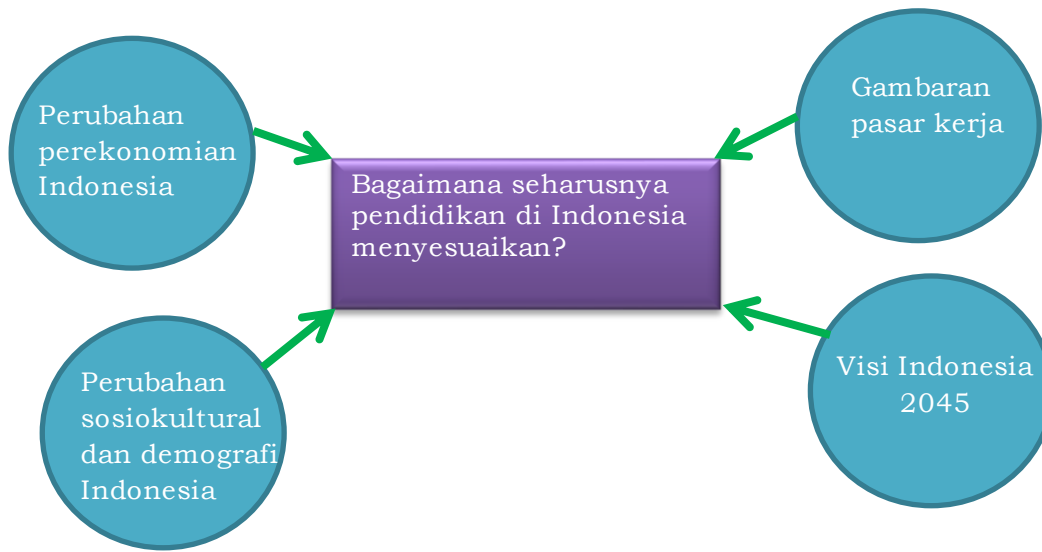 Perubahan
perekonomian
Indonesia
Gambaran
pasar kerja
Bagaimana seharusnya
pendidikan di Indonesia
menyesuaikan?
Perubahan
sosiokultural
dan demografi
Indonesia
Visi Indonesia
2045